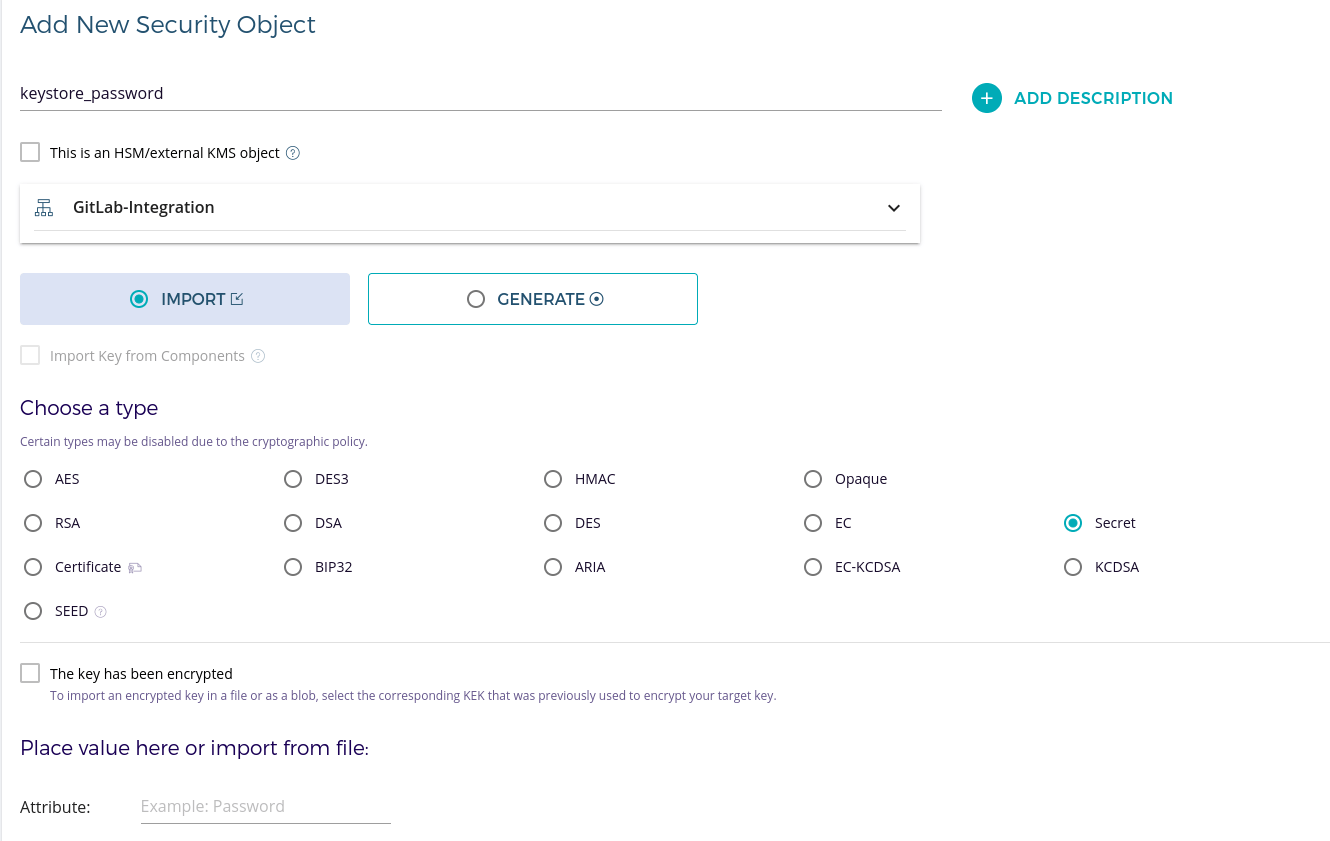 Add New Security Object
keystore_password
ADD DESCRIPTION
This is an HSM/external KMS object
GitLab-Integration
IMPORT GENERATE
Import Key from Components
Choose a type
Certain types may be disabled due to the cryptographic policy.
AES DES3 HMAC Opaque
RSA DSA DES EC Secret
Certificate BIP32 ARIA EC-KCDSA KCDSA
SEED
The key has been encrypted
To import an encrypted key in a file or as a blob, select the corresponding KEK that was previously used to encrypt your target key.
Place value here or import from file:
Attribute: Example: Password